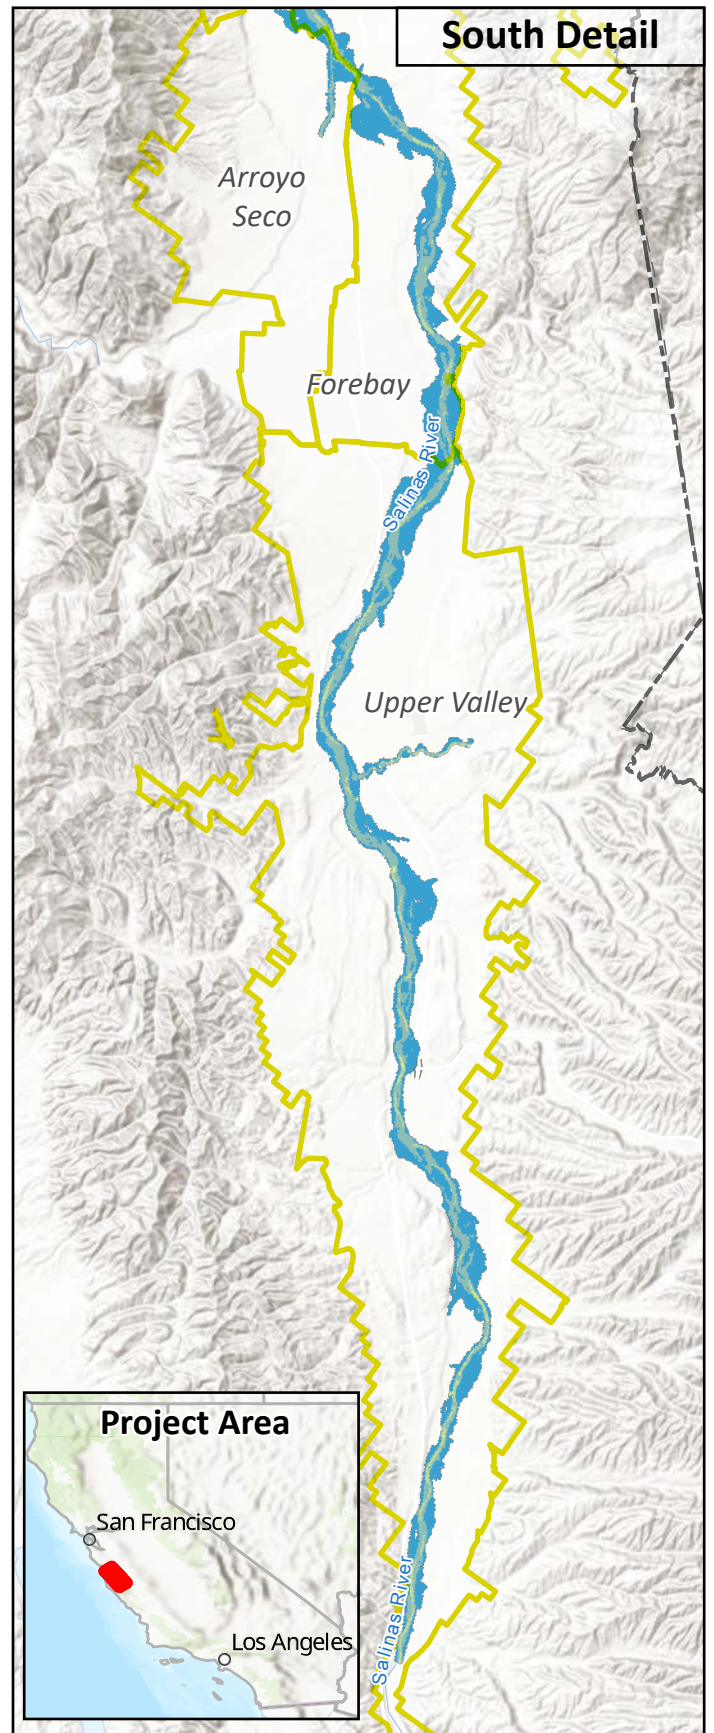 South Detail
Arroyo
Seco
Forebay
Salinas River
Upper Valley
Project Area
San Francisco
Los Angeles
Salinas River